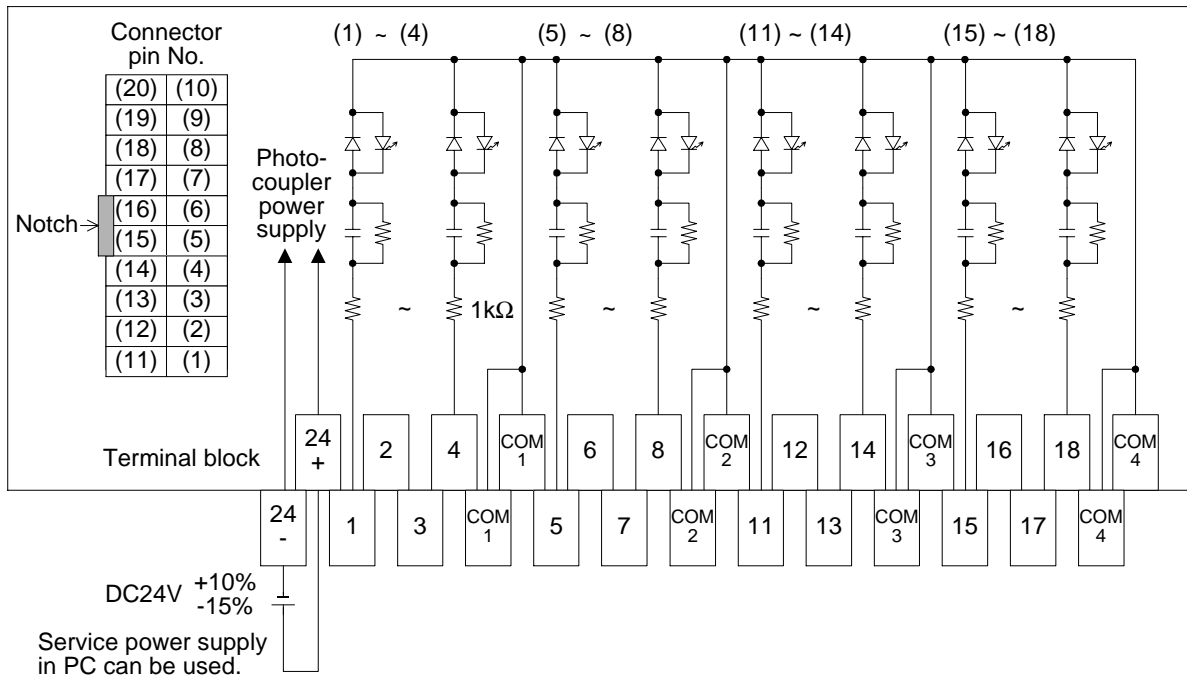 Connector
pin No.
(1) ~ (4)
(5) ~ (8)
(11) ~ (14)
(15) ~ (18)
(20) (10)
(19) (9)
(18) (8)
(17) (7)
(16) (6)
(15) (5)
(14) (4)
(13) (3)
(12) (2)
(11) (1)
Notch
Photo-
coupler
power
supply
~
1kΩ
~
~
~
Terminal block
24
+
2
4
COM
1
6
8
COM
2
12
14
COM
3
16
18
COM
4
24
-
1
3
COM
1
5
7
COM
2
11
13
COM
3
15
17
COM
4
DC24V +10%
-15%
Service power supply
in PC can be used.